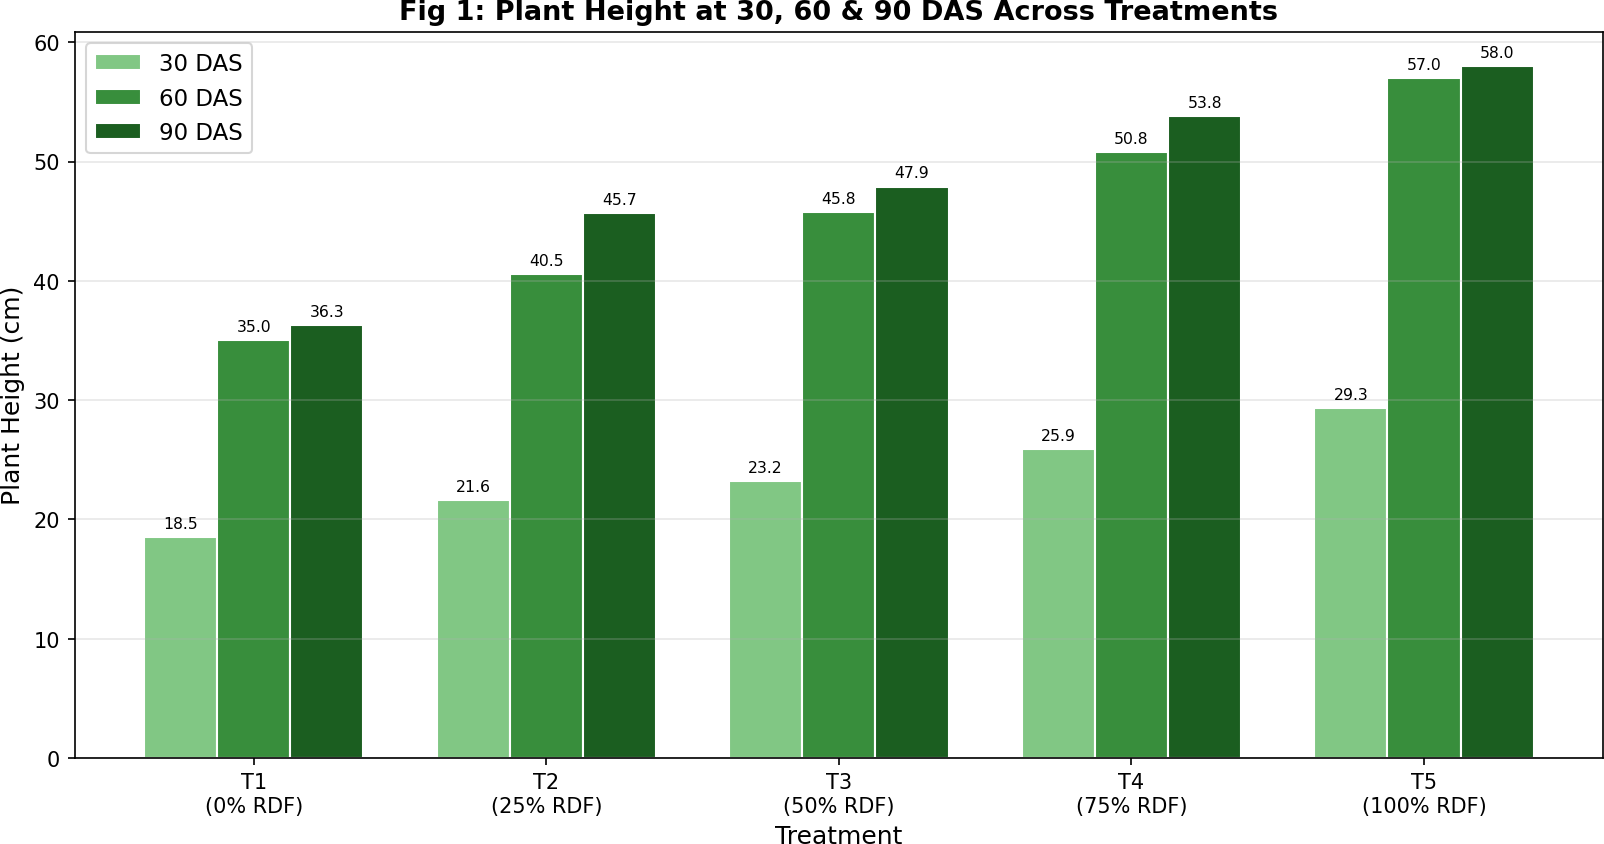 Fig 1: Plant Height at 30, 60 & 90 DAS Across Treatments
30 DAS
60 DAS
90 DAS
Plant Height (cm)
60
50
40
30
20
10
0
18.5
35.0
36.3
21.6
40.5
45.7
23.2
45.8
47.9
25.9
50.8
53.8
29.3
57.0
58.0
T1
(0% RDF)
T2
(25% RDF)
T3
(50% RDF)
T4
(75% RDF)
T5
(100% RDF)
Treatment